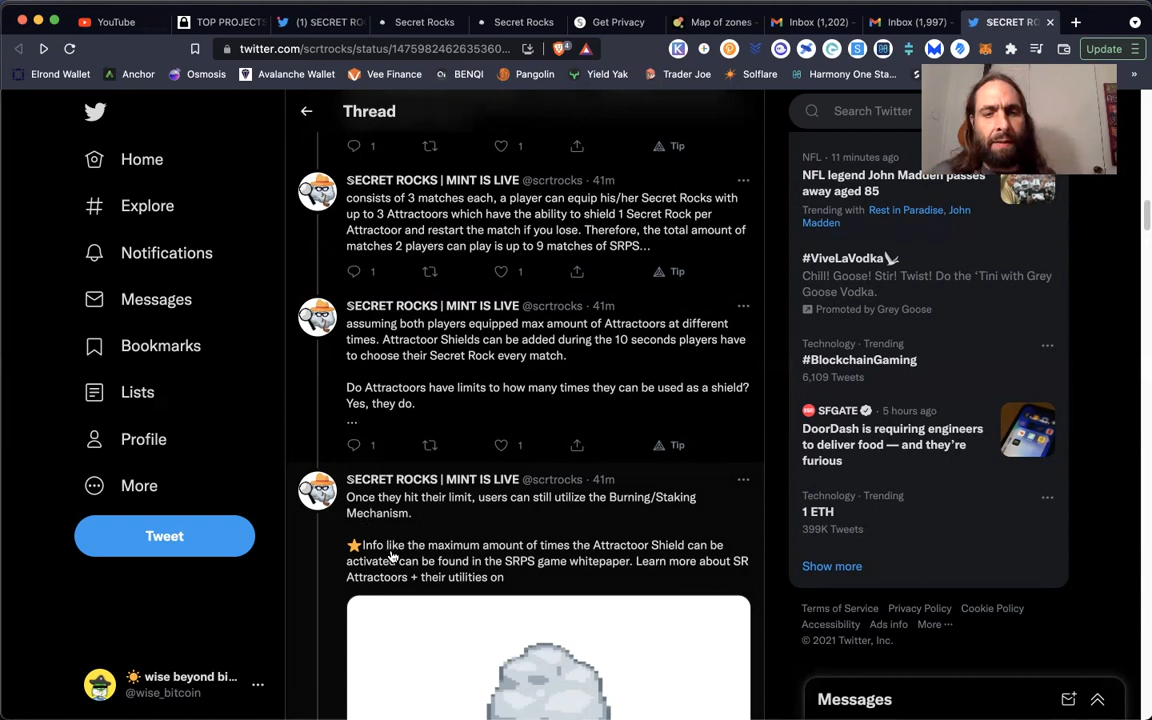 YouTube
TOP PROJECTS
(1) SECRET RO
Secret Rocks
Secret Rocks
Get Privacy
Map of zones
Inbox (1,202)
Inbox (1,997)
SECRET RO
twitter.com/scrtrocks/status/1475982462635360...
4
Update
Elrond Wallet
Anchor
Osmosis
Avalanche Wallet
Vee Finance
BENQI
Pangolin
Yield Yak
Trader Joe
Solflare
Harmony One Sta...
Home
Explore
Notifications
Messages
Bookmarks
Lists
Profile
More
Tweet
wise beyond bi...
@wise_bitcoin
Thread
1
1
Tip
SECRET ROCKS | MINT IS LIVE @scrtrocks · 41m
consists of 3 matches each, a player can equip his/her Secret Rocks with
up to 3 Attractoors which have the ability to shield 1 Secret Rock per
Attractoor and restart the match if you lose. Therefore, the total amount of
matches 2 players can play is up to 9 matches of SRPS...
1
1
Tip
SECRET ROCKS | MINT IS LIVE @scrtrocks · 41m
assuming both players equipped max amount of Attractoors at different
times. Attractoor Shields can be added during the 10 seconds players have
to choose their Secret Rock every match.
Do Attractoors have limits to how many times they can be used as a shield?
Yes, they do.
...
1
1
Tip
SECRET ROCKS | MINT IS LIVE @scrtrocks · 41m
Once they hit their limit, users can still utilize the Burning/Staking
Mechanism.
Info like the maximum amount of times the Attractoor Shield can be
activated can be found in the SRPS game whitepaper. Learn more about SR
Attractoors + their utilities on
Search Twitter
NFL · 11 minutes ago
NFL legend John Madden passes
away aged 85
Trending with Rest in Paradise, John
Madden
#ViveLaVodka
Chill! Goose! Stir! Twist! Do the 'Tini with Grey
Goose Vodka.
Promoted by Grey Goose
Technology · Trending
#BlockchainGaming
6,109 Tweets
SFGATE · 5 hours ago
DoorDash is requiring engineers
to deliver food — and they're
furious
Technology · Trending
1 ETH
399K Tweets
Show more
Terms of Service Privacy Policy Cookie Policy
Accessibility Ads info More ···
© 2021 Twitter, Inc.
Messages